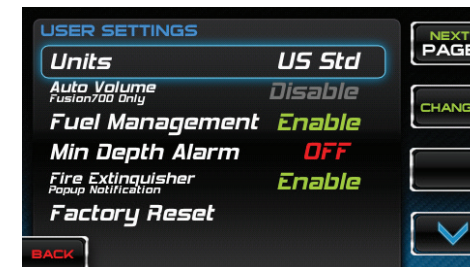 USER SETTINGS
Units US Std
Auto Volume Disable
Fusion700 Only
Fuel Management Enable
Min Depth Alarm OFF
Fire Extinguisher Enable
Popup Notification
Factory Reset
BACK
NEXT
PAGE
CHANG